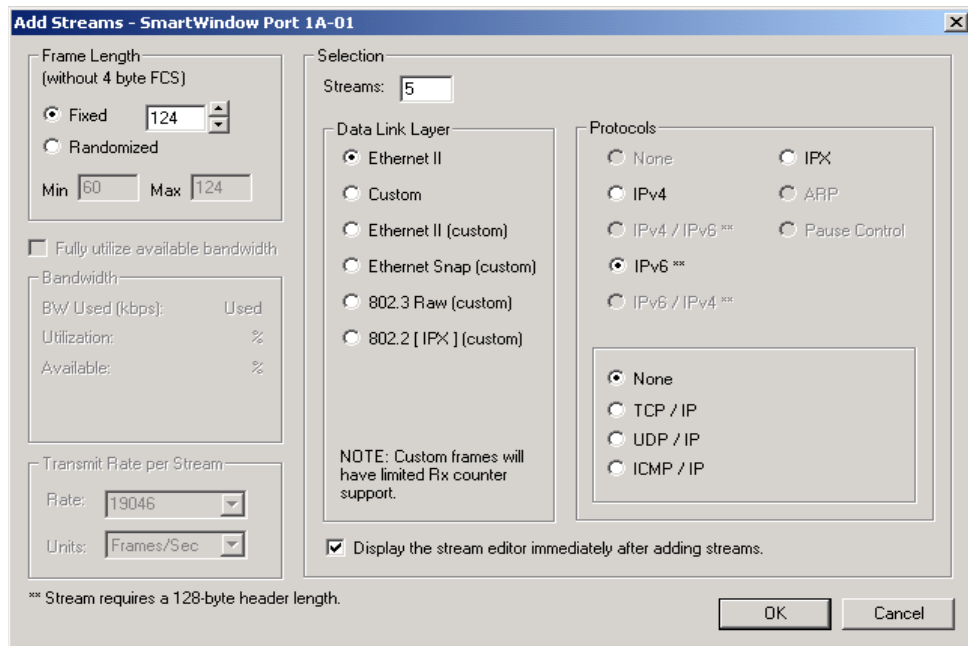 Add Streams - SmartWindow Port 1A-01
Frame Length
(without 4 byte FCS)
Fixed 124
Randomized
Min 60 Max 124
Fully utilize available bandwidth
Bandwidth
BW Used (kbps): Used
Utilization: %
Available: %
Transmit Rate per Stream
Rate: 19046
Units: Frames/Sec
** Stream requires a 128-byte header length.
Selection
Streams: 5
Data Link Layer
Ethernet II
Custom
Ethernet II (custom)
Ethernet Snap (custom)
802.3 Raw (custom)
802.2 [ IPX ] (custom)
NOTE: Custom frames will
have limited Rx counter
support.
Protocols
None IPX
IPv4 ARP
IPv4 / IPv6 ** Pause Control
IPv6 **
IPv6 / IPv4 **
None
TCP / IP
UDP / IP
ICMP / IP
Display the stream editor immediately after adding streams.
OK Cancel